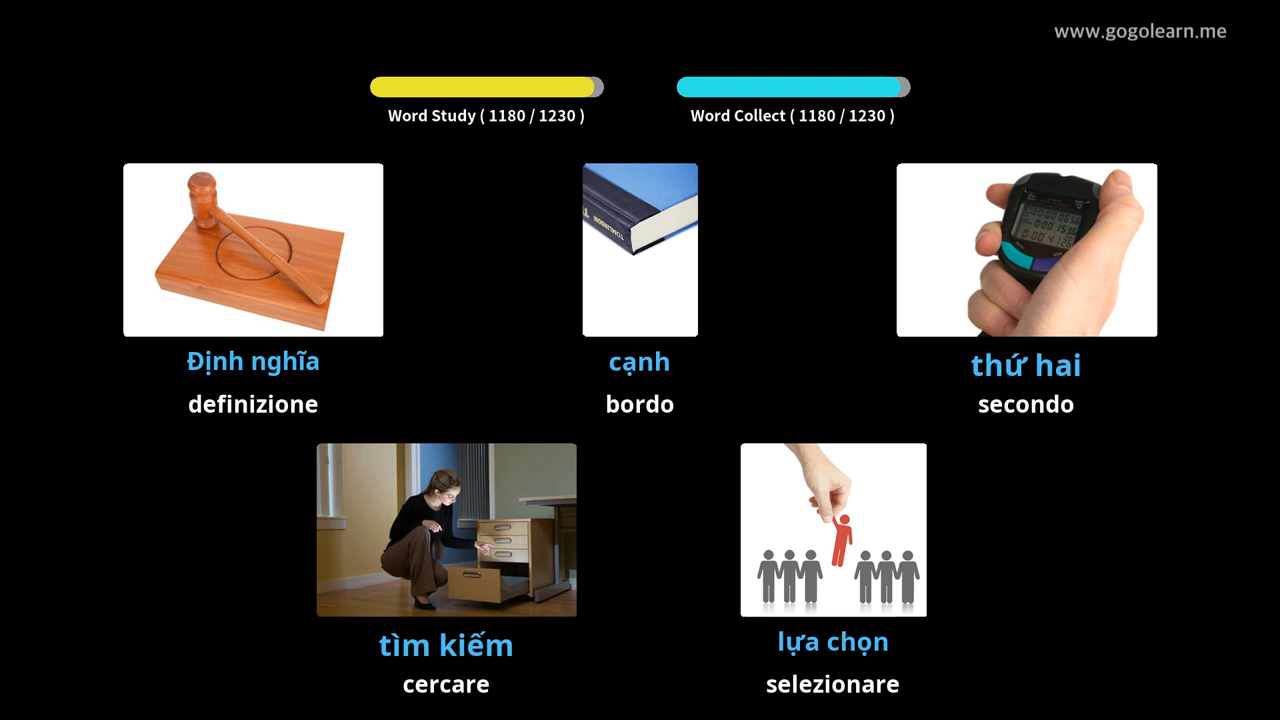 www.gogolearn.me
Word Study ( 1180 / 1230 )
Word Collect ( 1180 / 1230 )
TOMLINSON
Định nghĩa
cạnh
thứ hai
definizione
bordo
secondo
tìm kiếm
lựa chọn
cercare
selezionare